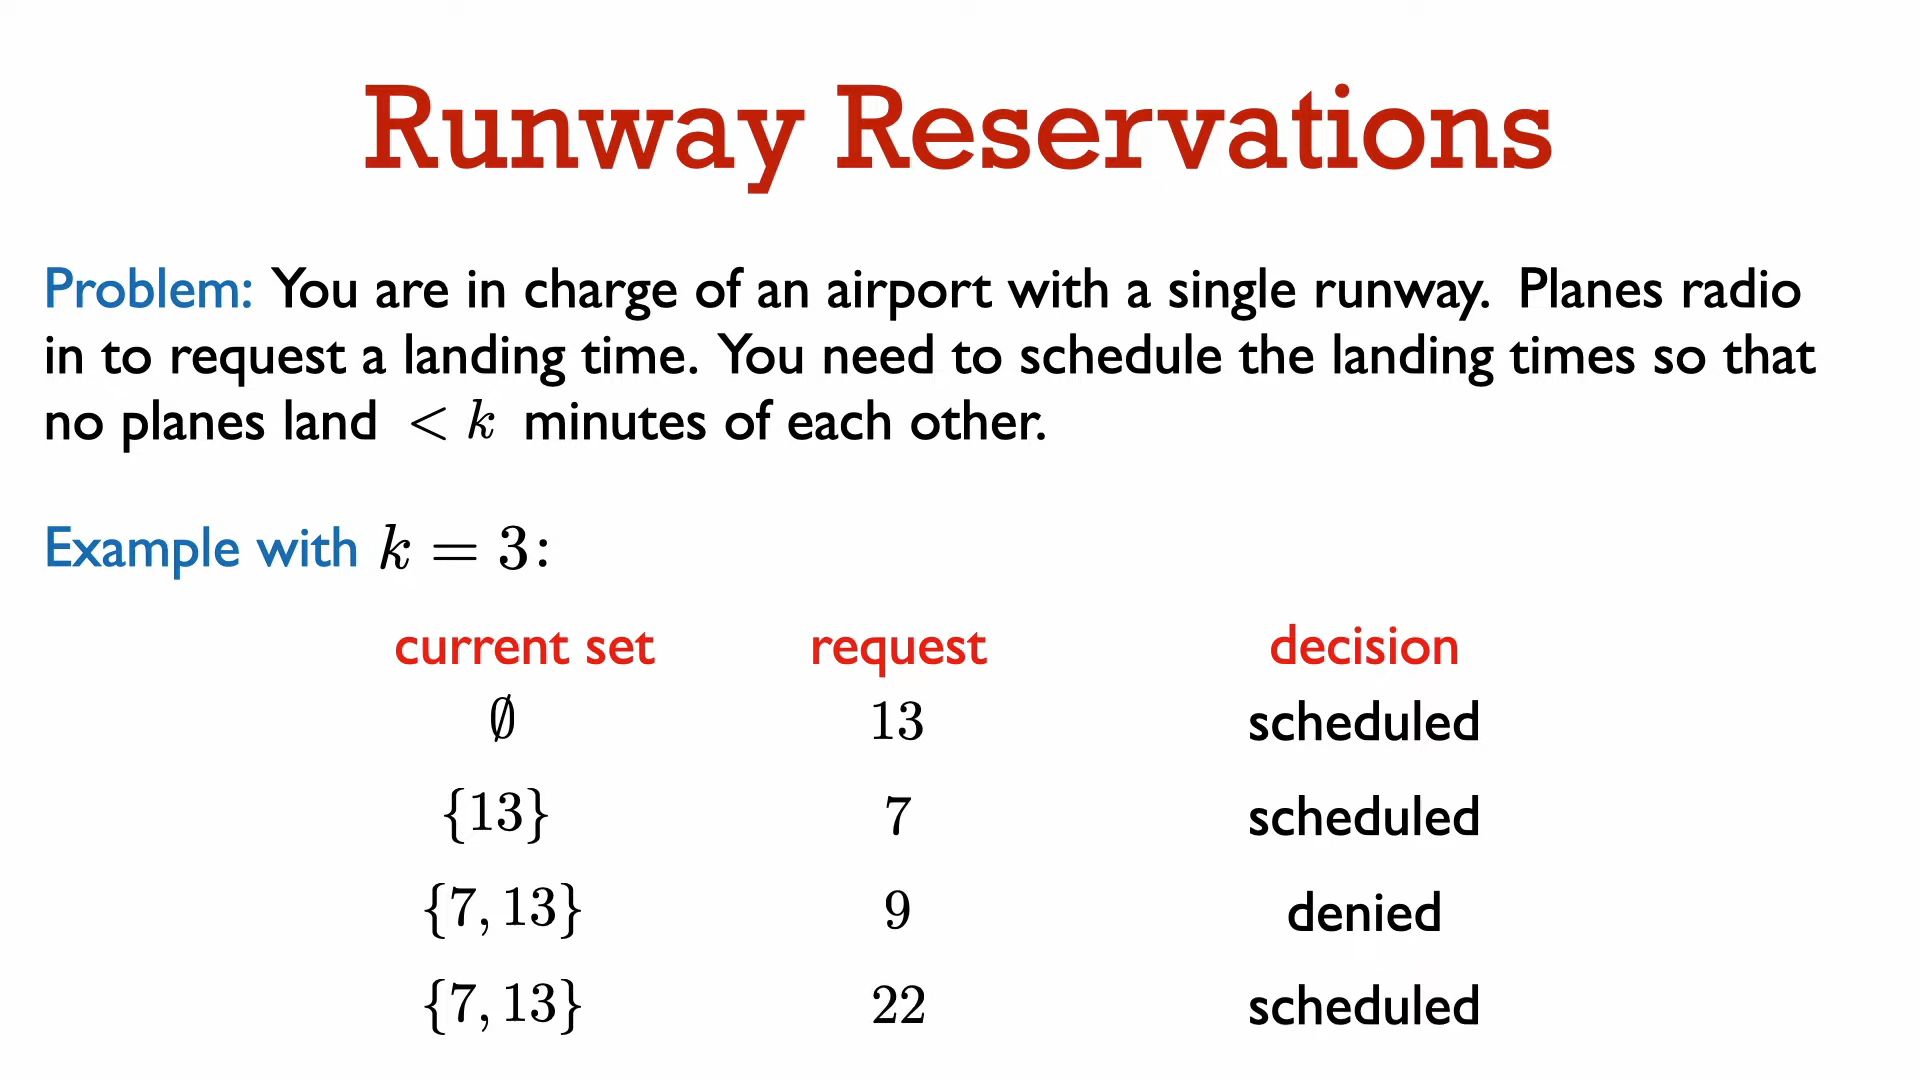 Runway Reservations
Problem: You are in charge of an airport with a single runway. Planes radio
in to request a landing time. You need to schedule the landing times so that
no planes land < k minutes of each other.
Example with k = 3:
current set request decision
∅ 13 scheduled
{13} 7 scheduled
{7, 13} 9 denied
{7, 13} 22 scheduled